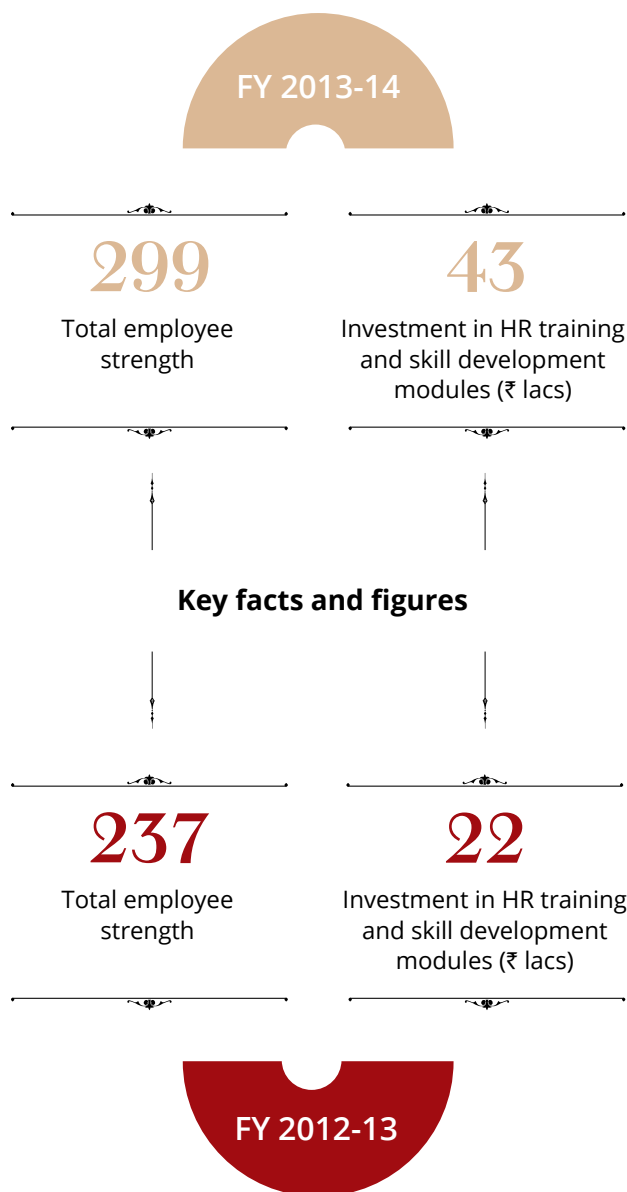 FY 2013-14
299
Total employee
strength
43
Investment in HR training
and skill development
modules (₹ lacs)
Key facts and figures
237
Total employee
strength
22
Investment in HR training
and skill development
modules (₹ lacs)
FY 2012-13